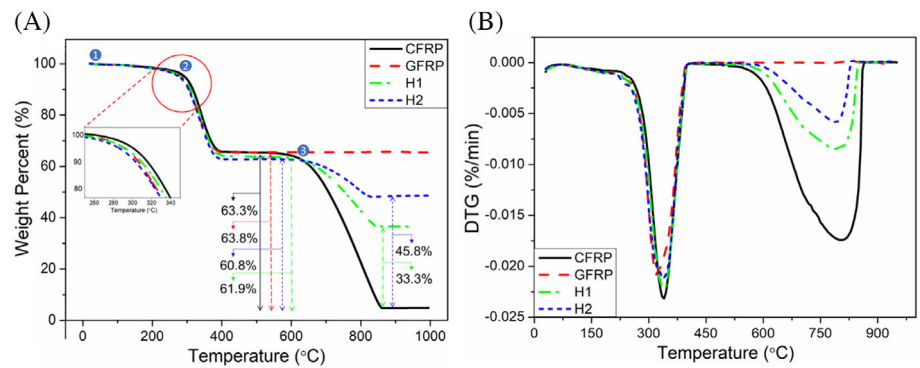 (A)
Weight Percent (%)
100
80
60
40
20
0
1
2
3
CFRP
GFRP
H1
H2
100
90
80
260 280 300 320 340
Temperature (°C)
63.3%
63.8%
60.8%
61.9%
45.8%
33.3%
0 200 400 600 800 1000
Temperature (°C)
(B)
DTG (%/min)
0.000
-0.005
-0.010
-0.015
-0.020
-0.025
CFRP
GFRP
H1
H2
0 150 300 450 600 750 900
Temperature (°C)